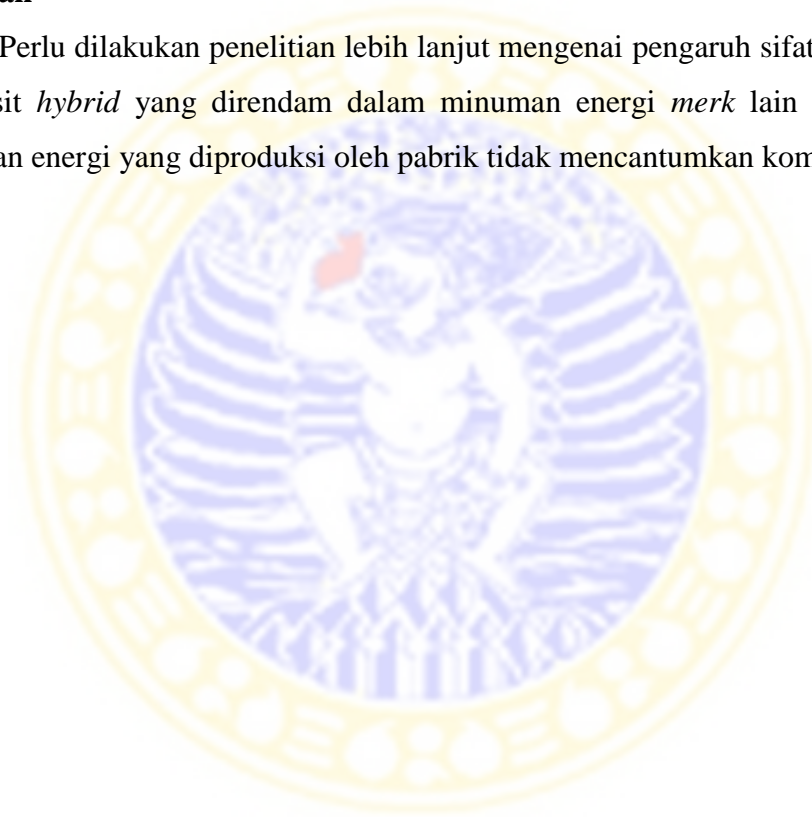 an
Perlu dilakukan penelitian lebih lanjut mengenai pengaruh sifat
sit hybrid yang direndam dalam minuman energi merk lain
an energi yang diproduksi oleh pabrik tidak mencantumkan kom